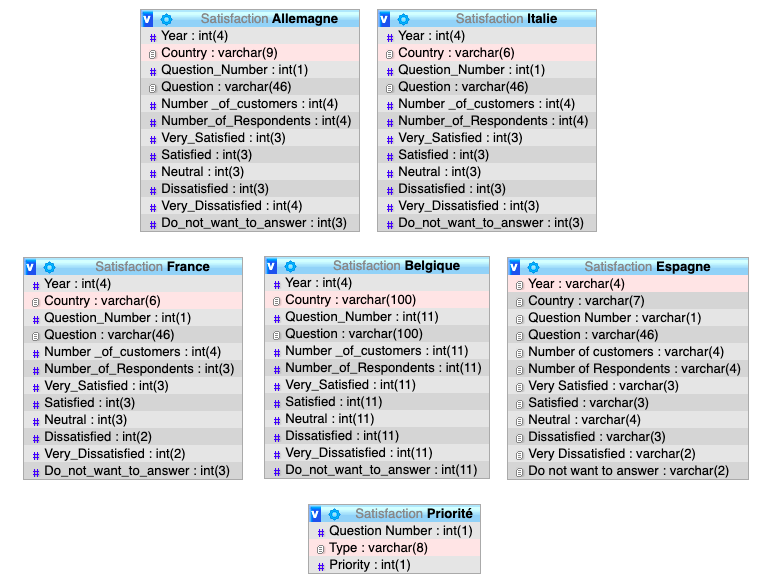 Satisfaction Allemagne
Year : int(4)
Country : varchar(9)
Question_Number : int(1)
Question : varchar(46)
Number _of_customers : int(4)
Number_of_Respondents : int(4)
Very_Satisfied : int(3)
Satisfied : int(3)
Neutral : int(3)
Dissatisfied : int(3)
Very_Dissatisfied : int(4)
Do_not_want_to_answer : int(3)
Satisfaction Italie
Year : int(4)
Country : varchar(6)
Question_Number : int(1)
Question : varchar(46)
Number _of_customers : int(4)
Number_of_Respondents : int(4)
Very_Satisfied : int(3)
Satisfied : int(3)
Neutral : int(3)
Dissatisfied : int(3)
Very_Dissatisfied : int(3)
Do_not_want_to_answer : int(3)
Satisfaction France
Year : int(4)
Country : varchar(6)
Question_Number : int(1)
Question : varchar(46)
Number _of_customers : int(4)
Number_of_Respondents : int(3)
Very_Satisfied : int(3)
Satisfied : int(3)
Neutral : int(3)
Dissatisfied : int(2)
Very_Dissatisfied : int(2)
Do_not_want_to_answer : int(3)
Satisfaction Belgique
Year : int(4)
Country : varchar(100)
Question_Number : int(11)
Question : varchar(100)
Number _of_customers : int(11)
Number_of_Respondents : int(11)
Very_Satisfied : int(11)
Satisfied : int(11)
Neutral : int(11)
Dissatisfied : int(11)
Very_Dissatisfied : int(11)
Do_not_want_to_answer : int(11)
Satisfaction Espagne
Year : varchar(4)
Country : varchar(7)
Question Number : varchar(1)
Question : varchar(46)
Number of customers : varchar(4)
Number of Respondents : varchar(4)
Very Satisfied : varchar(3)
Satisfied : varchar(3)
Neutral : varchar(4)
Dissatisfied : varchar(3)
Very Dissatisfied : varchar(2)
Do not want to answer : varchar(2)
Satisfaction Priorité
Question Number : int(1)
Type : varchar(8)
Priority : int(1)